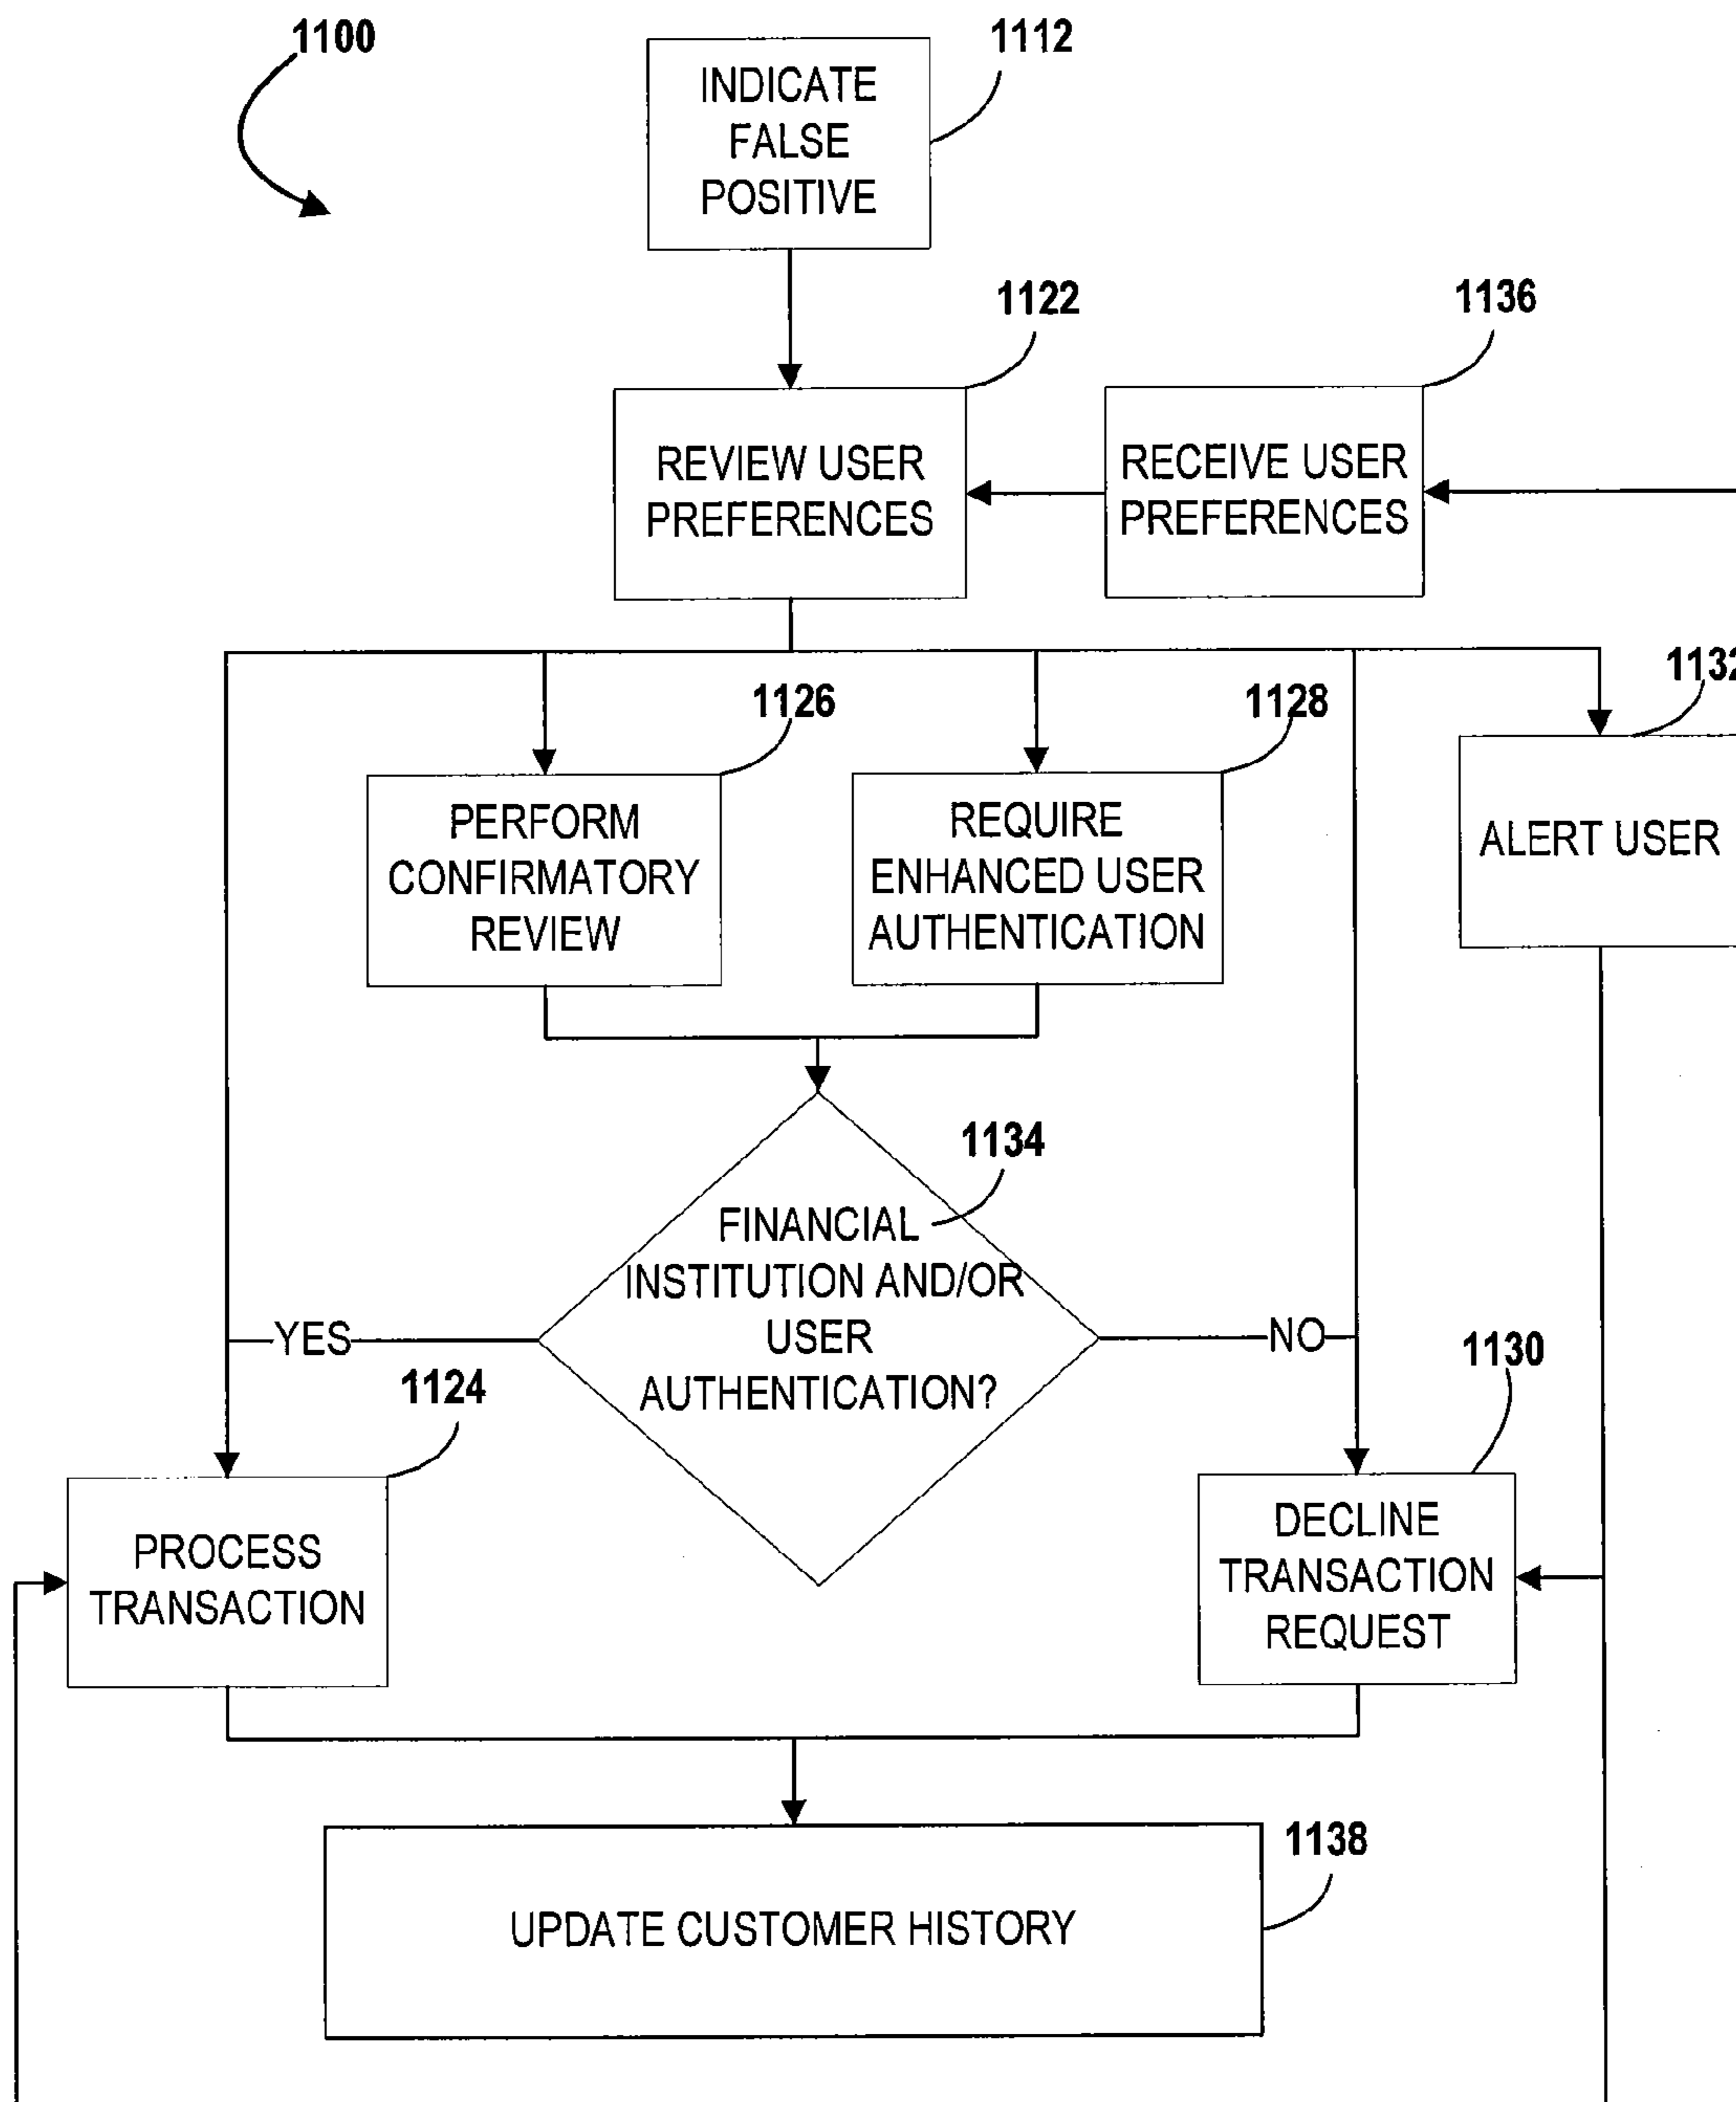 1100
1112
INDICATE
FALSE
POSITIVE
1122
1136
REVIEW USER
PREFERENCES
RECEIVE USER
PREFERENCES
1132
1126
1128
PERFORM
CONFIRMATORY
REVIEW
REQUIRE
ENHANCED USER
AUTHENTICATION
ALERT USER
1134
FINANCIAL
INSTITUTION AND/OR
USER
AUTHENTICATION?
YES
NO
1124
1130
PROCESS
TRANSACTION
DECLINE
TRANSACTION
REQUEST
1138
UPDATE CUSTOMER HISTORY